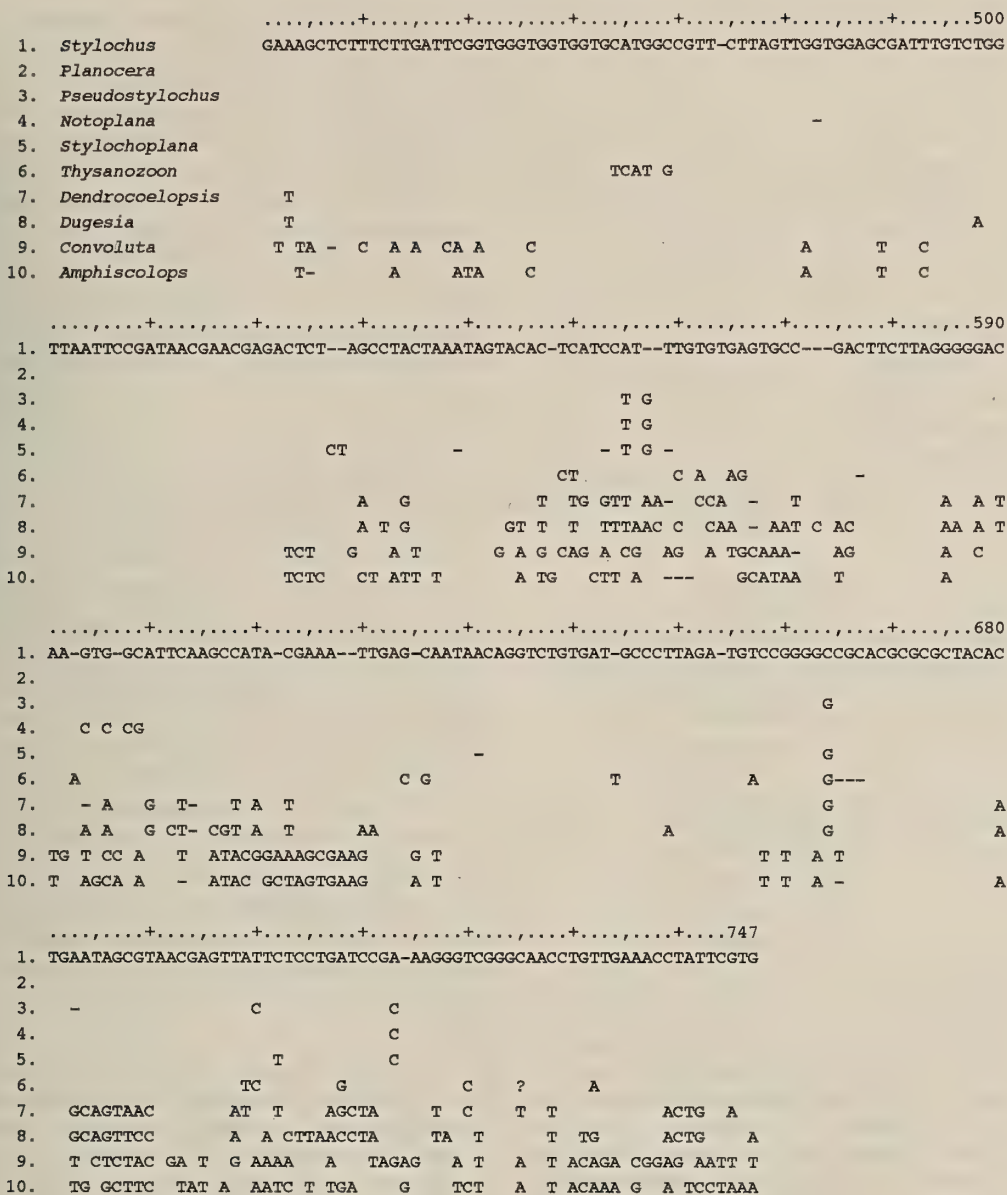 ....,....+....,....+....,....+....,....+....,....+....,....+....,..500
1. Stylochus GAAAGCTCTTTCTTGATTCGGTGGGTGGTGGTGCATGGCCGTT-CTTAGTTGGTGGAGCGATTTGTCTGG
2. Planocera
3. Pseudostylochus
4. Notoplana -
5. Stylochoplana
6. Thysanozoon TCAT G
7. Dendrocoelopsis T
8. Dugesia T A
9. Convoluta T TA - C A A CA A C A T C
10. Amphiscolops T- A ATA C A T C
....,....+....,....+....,....+....,....+....,....+....,....+....,....+....,....+....,..590
1. TTAATTCCGATAACGAACGAGACTCT--AGCCTACTAAATAGTACAC-TCATCCAT--TTGTGTGAGTGCC---GACTTCTTAGGGGGAC
2.
3. T G
4. T G
5. CT - - T G -
6. CT C A AG -
7. A G T TG GTT AA- CCA - T A A T
8. A T G GT T T TTTAAC C CAA - AAT C AC AA A T
9. TCT G A T G A G CAG A CG AG A TGCAAA- AG A C
10. TCTC CT ATT T A TG CTT A --- GCATAA T A
....,....+....,....+....,....+....,....+....,....+....,....+....,....+....,....+....,..680
1. AA-GTG-GCATTCAAGCCATA-CGAAA--TTGAG-CAATAACAGGTCTGTGAT-GCCCTTAGA-TGTCCGGGGCCGCACGCGCGCTACAC
2.
3. G
4. C C CG
5. - G
6. A C G T A G---
7. - A G T- T A T G A
8. A A G CT- CGT A T AA A G A
9. TG T CC A T ATACGGAAAGCGAAG G T T T A T
10. T AGCA A - ATAC GCTAGTGAAG A T T T A - A
....,....+....,....+....,....+....,....+....,....+....,....+....747
1. TGAATAGCGTAACGAGTTATTCTCCTGATCCGA-AAGGGTCGGGCAACCTGTTGAAACCTATTCGTG
2.
3. - C C
4. C
5. T C
6. TC G C ? A
7. GCAGTAAC AT T AGCTA T C T T ACTG A
8. GCAGTTCC A A CTTAACCTA TA T T TG ACTG A
9. T CTCTAC GA T G AAAA A TAGAG A T A T ACAGA CGGAG AATT T
10. TG GCTTC TAT A AATC T TGA G TCT A T ACAAA G A TCCTAAA